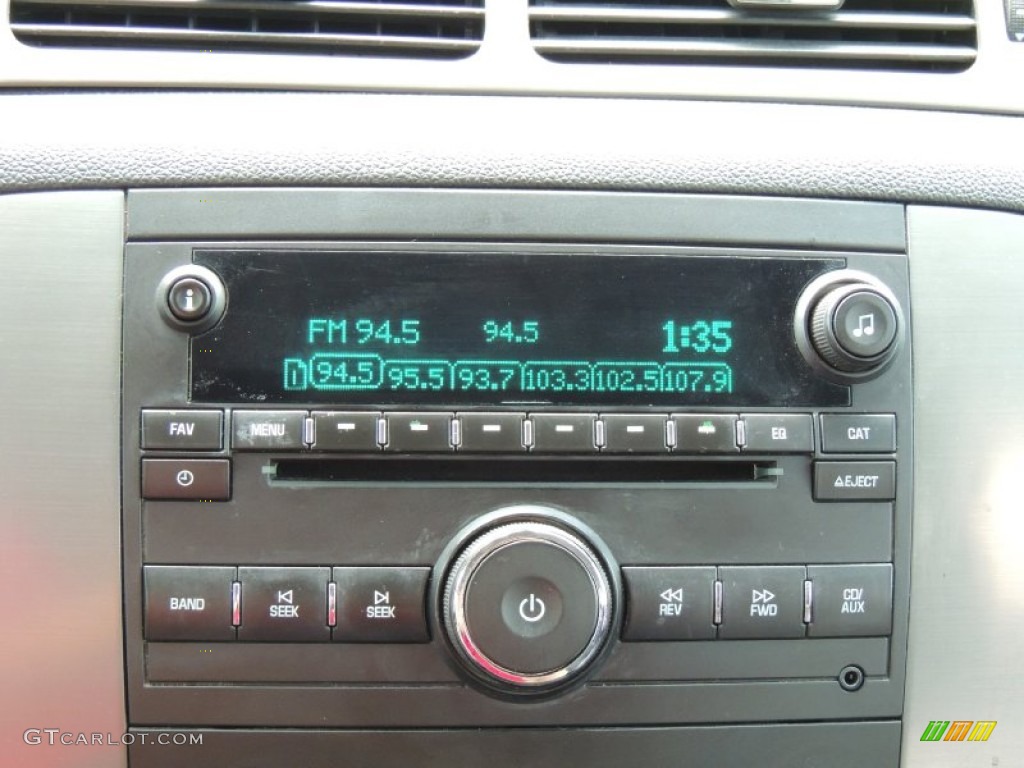 i
FM 94.5 94.5 1:35
1 94.5 95.5 93.7 103.3 102.5 107.9
FAV MENU EQ CAT
EJECT
BAND SEEK SEEK REV FWD CD/
AUX
GTCARLOT.COM